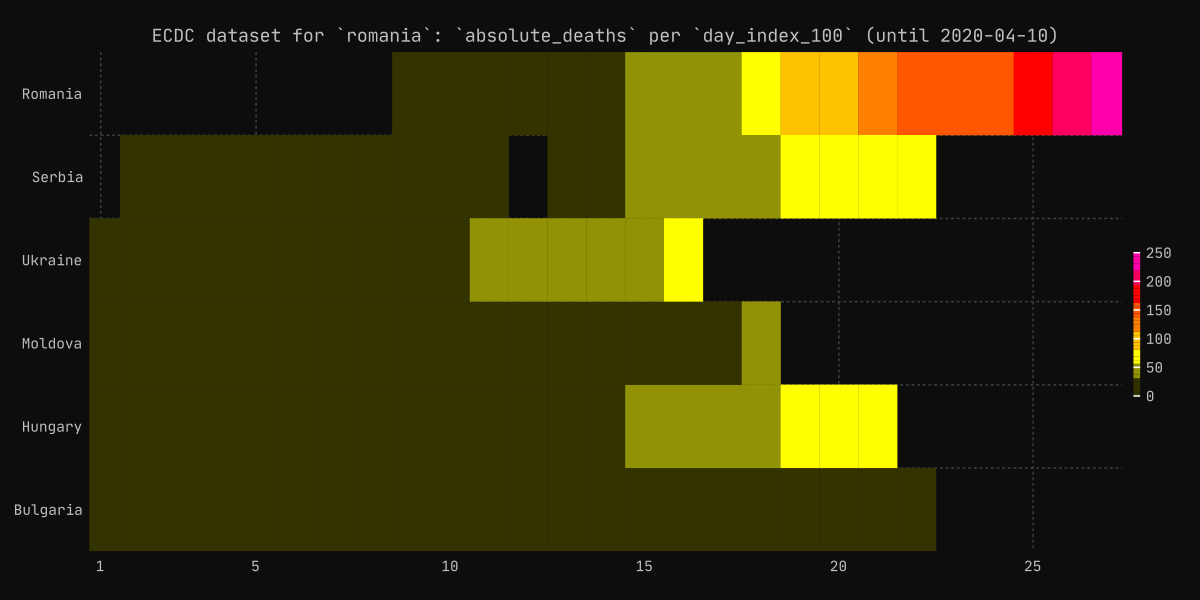 ECDC dataset for `romania`: `absolute_deaths` per `day_index_100` (until 2020-04-10)
Romania
Serbia
Ukraine
Moldova
Hungary
Bulgaria
1 5 10 15 20 25
250
200
150
100
50
0